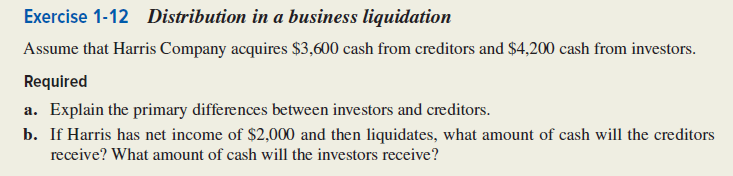 Exercise 1-12 Distribution in a business liquidation
Assume that Harris Company acquires $3,600 cash from creditors and $4,200 cash from investors.
Required
a. Explain the primary differences between investors and creditors.
b. If Harris has net income of $2,000 and then liquidates, what amount of cash will the creditors
receive? What amount of cash will the investors receive?